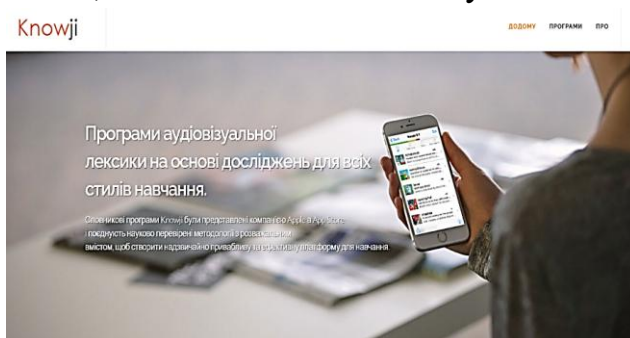 Knowji
ДОДОМУ ПРОГРАМИ ПРО
Програми аудіовізуальної
лексики на основі досліджень для всіх
стилів навчання.
Словникові програми Knowji були представлені компанією Apple в App Store
і поєднують науково перевірені методології з розважальним
вмістом, щоб створити надзвичайно привабливу та ефективну платформу для навчання